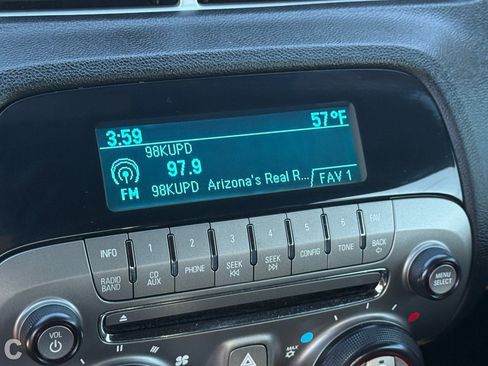 3:59 57°F
98KUPD
97.9
FM 98KUPD Arizona's Real R... FAV 1
INFO 1 2 3 4 5 6 FAV
RADIO BAND CD AUX PHONE SEEK SEEK CONFIG TONE BACK
MENU SELECT
VOL
MAX
C